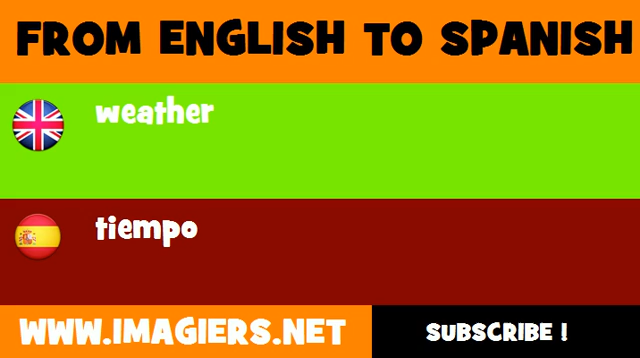 FROM ENGLISH TO SPANISH
weather
tiempo
WWW.IMAGIERS.NET
SUBSCRIBE !